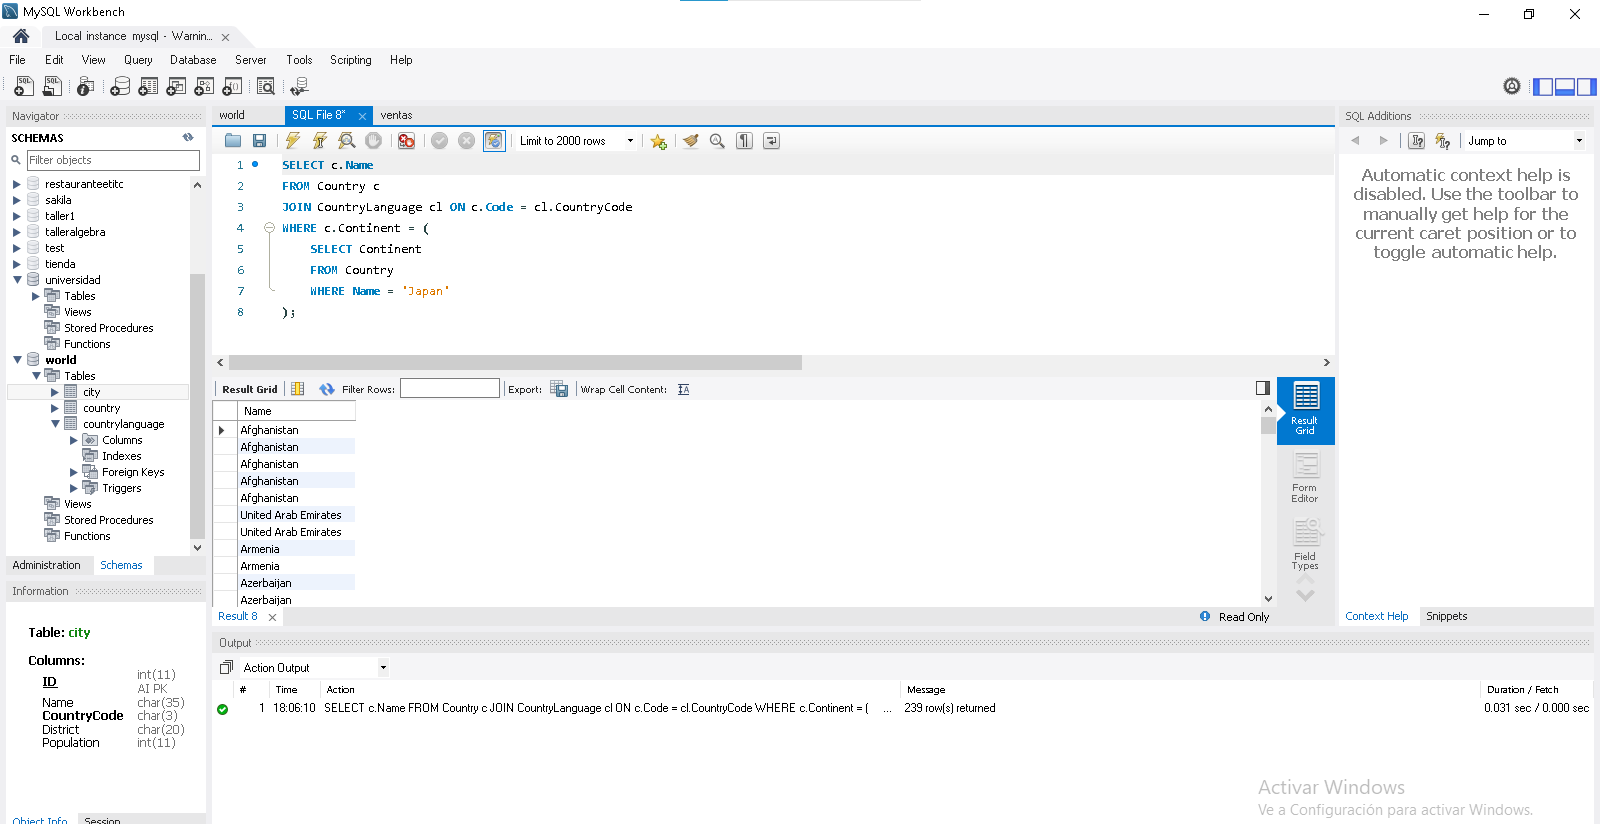 MySQL Workbench
Local instance mysql - Warnin...
File Edit View Query Database Server Tools Scripting Help
Navigator
SCHEMAS
Filter objects
restauranteetitc
sakila
taller1
talleralgebra
test
tienda
universidad
Tables
Views
Stored Procedures
Functions
world
Tables
city
country
countrylanguage
Columns
Indexes
Foreign Keys
Triggers
Views
Stored Procedures
Functions
Administration Schemas
Information
Table: city
Columns:
ID int(11) AI PK
Name char(35)
CountryCode char(3)
District char(20)
Population int(11)
Object Info Session
world SQL File 8* ventas
Limit to 2000 rows
1 SELECT c.Name
2 FROM Country c
3 JOIN CountryLanguage cl ON c.Code = cl.CountryCode
4 WHERE c.Continent = (
5 SELECT Continent
6 FROM Country
7 WHERE Name = 'Japan'
8 );
Result Grid Filter Rows: Export: Wrap Cell Content:
Name
Afghanistan
Afghanistan
Afghanistan
Afghanistan
Afghanistan
United Arab Emirates
United Arab Emirates
Armenia
Armenia
Azerbaijan
Azerbaijan
Result Grid
Form Editor
Field Types
Result 8
Read Only
SQL Additions
Jump to
Automatic context help is
disabled. Use the toolbar to
manually get help for the
current caret position or to
toggle automatic help.
Context Help Snippets
Output
Action Output
# Time Action Message Duration / Fetch
1 18:06:10 SELECT c.Name FROM Country c JOIN CountryLanguage cl ON c.Code = cl.CountryCode WHERE c.Continent = ( ... 239 row(s) returned 0.031 sec / 0.000 sec
Activar Windows
Ve a Configuración para activar Windows.